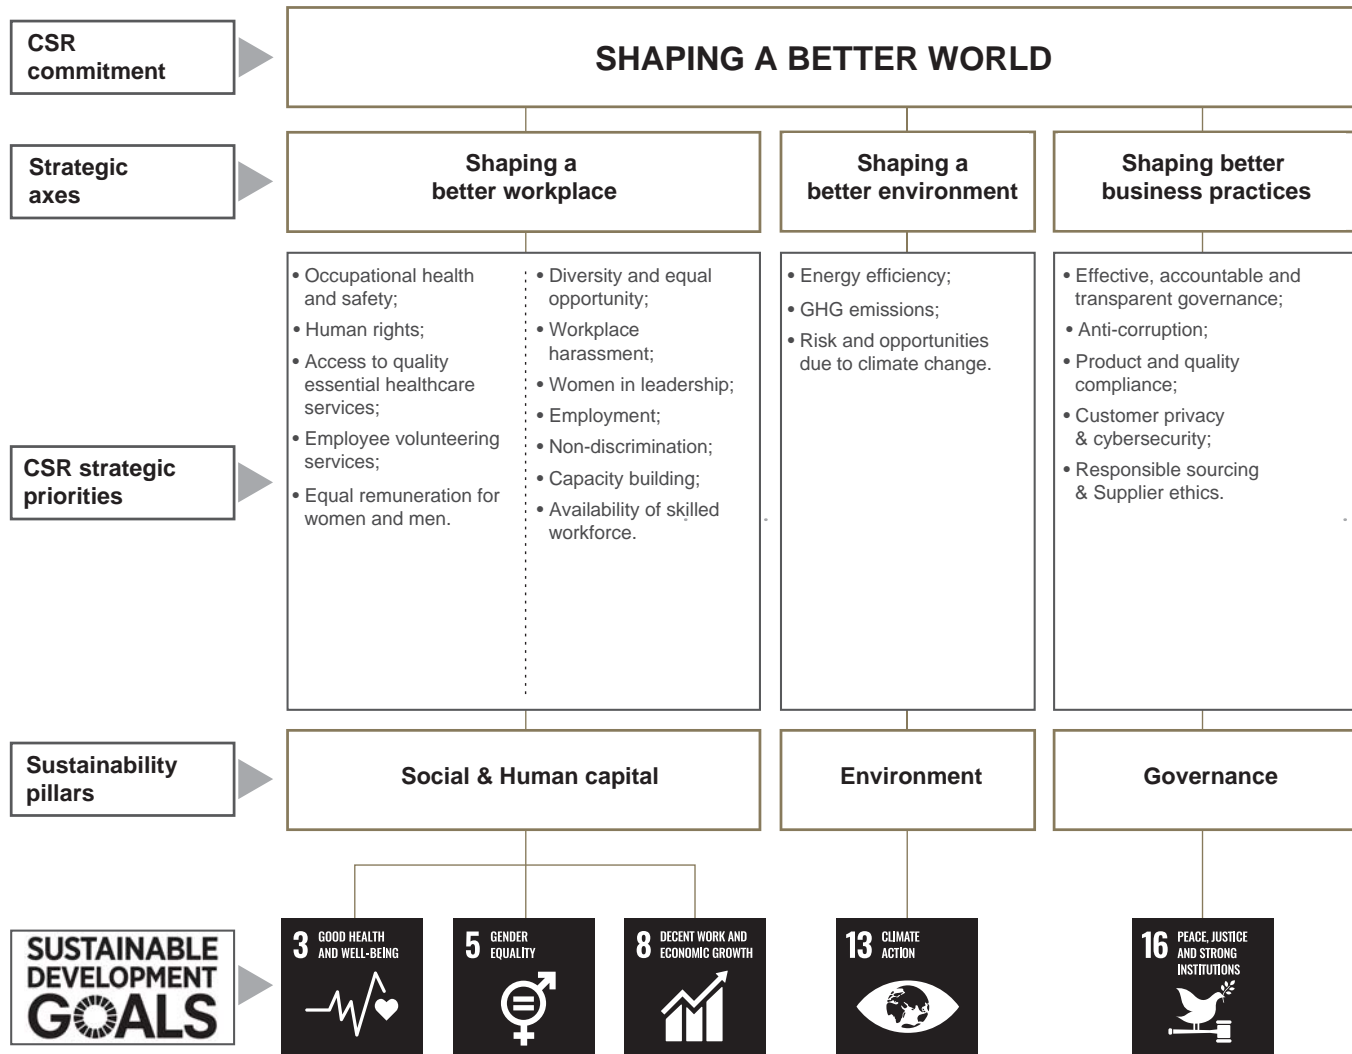 CSR
commitment
SHAPING A BETTER WORLD
Strategic
axes
Shaping a
better workplace
Shaping a
better environment
Shaping better
business practices
CSR strategic
priorities
• Occupational health
and safety;
• Human rights;
• Access to quality
essential healthcare
services;
• Employee volunteering
services;
• Equal remuneration for
women and men.
• Diversity and equal
opportunity;
• Workplace
harassment;
• Women in leadership;
• Employment;
• Non-discrimination;
• Capacity building;
• Availability of skilled
workforce.
• Energy efficiency;
• GHG emissions;
• Risk and opportunities
due to climate change.
• Effective, accountable and
transparent governance;
• Anti-corruption;
• Product and quality
compliance;
• Customer privacy
& cybersecurity;
• Responsible sourcing
& Supplier ethics.
Sustainability
pillars
Social & Human capital
Environment
Governance
SUSTAINABLE
DEVELOPMENT
GOALS
3 GOOD HEALTH
AND WELL-BEING
5 GENDER
EQUALITY
8 DECENT WORK AND
ECONOMIC GROWTH
13 CLIMATE
ACTION
16 PEACE, JUSTICE
AND STRONG
INSTITUTIONS